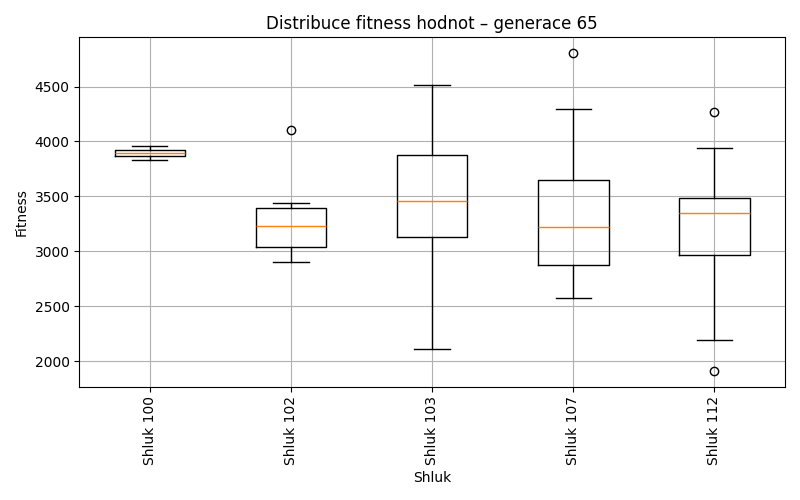 Distribuce fitness hodnot – generace 65
Fitness
4500
4000
3500
3000
2500
2000
Shluk 100
Shluk 102
Shluk 103
Shluk 107
Shluk 112
Shluk